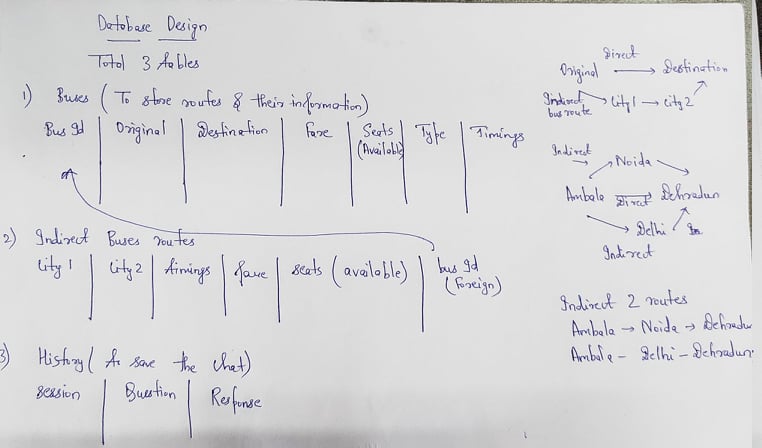 Database Design
Total 3 tables
1) Buses (To store routes & their information)
Bus Id | Original | Destination | Fare | Seats (Available) | Type | Timings
2) Indirect Buses routes
City 1 | City 2 | timings | fare | seats (available) | bus Id (Foreign)
3) History (to save the chat)
session | Question | Response
Direct
Original → Destination
Indirect bus route → City 1 → City 2
Indirect → Noida
Ambala → Direct → Dehradun
→ Delhi
Indirect
Indirect 2 routes
Ambala → Noida → Dehradun
Ambala - Delhi - Dehradun.